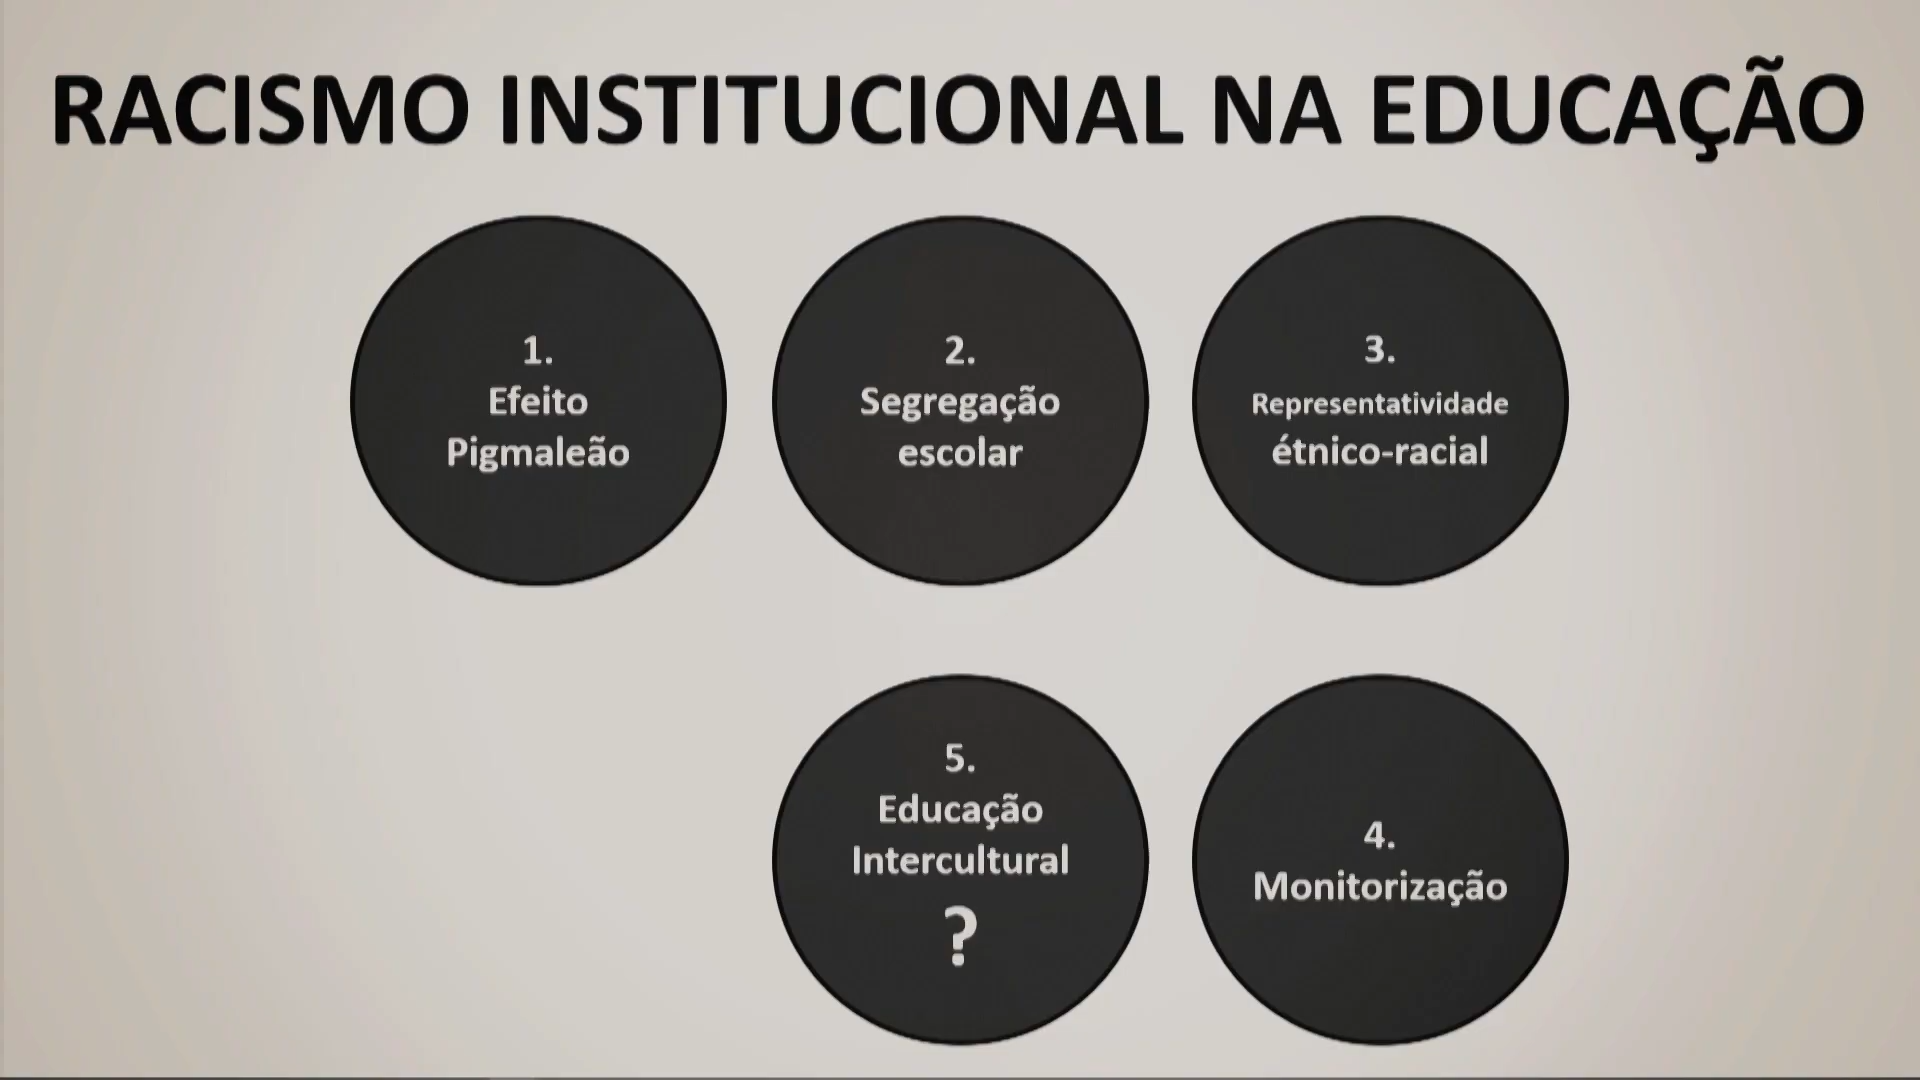 RACISMO INSTITUCIONAL NA EDUCAÇÃO
1.
Efeito
Pigmaleão
2.
Segregação
escolar
3.
Representatividade
étnico-racial
4.
Monitorização
5.
Educação
Intercultural
?